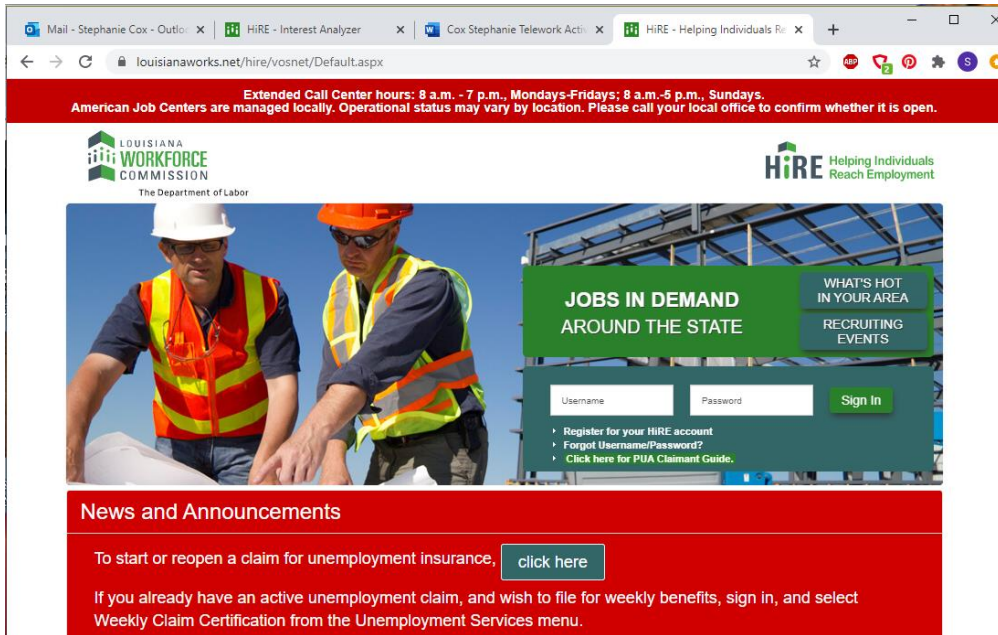 Mail - Stephanie Cox - Outloo
HiRE - Interest Analyzer
Cox Stephanie Telework Acti
HiRE - Helping Individuals Re
louisianaworks.net/hire/vosnet/Default.aspx
ABP
2
S
Extended Call Center hours: 8 a.m. - 7 p.m., Mondays-Fridays; 8 a.m.-5 p.m., Sundays.
American Job Centers are managed locally. Operational status may vary by location. Please call your local office to confirm whether it is open.
LOUISIANA
WORKFORCE
COMMISSION
The Department of Labor
HiRE Helping Individuals
Reach Employment
JOBS IN DEMAND
AROUND THE STATE
WHAT'S HOT
IN YOUR AREA
RECRUITING
EVENTS
Username
Password
Sign In
Register for your HiRE account
Forgot Username/Password?
Click here for PUA Claimant Guide.
News and Announcements
To start or reopen a claim for unemployment insurance, click here
If you already have an active unemployment claim, and wish to file for weekly benefits, sign in, and select
Weekly Claim Certification from the Unemployment Services menu.